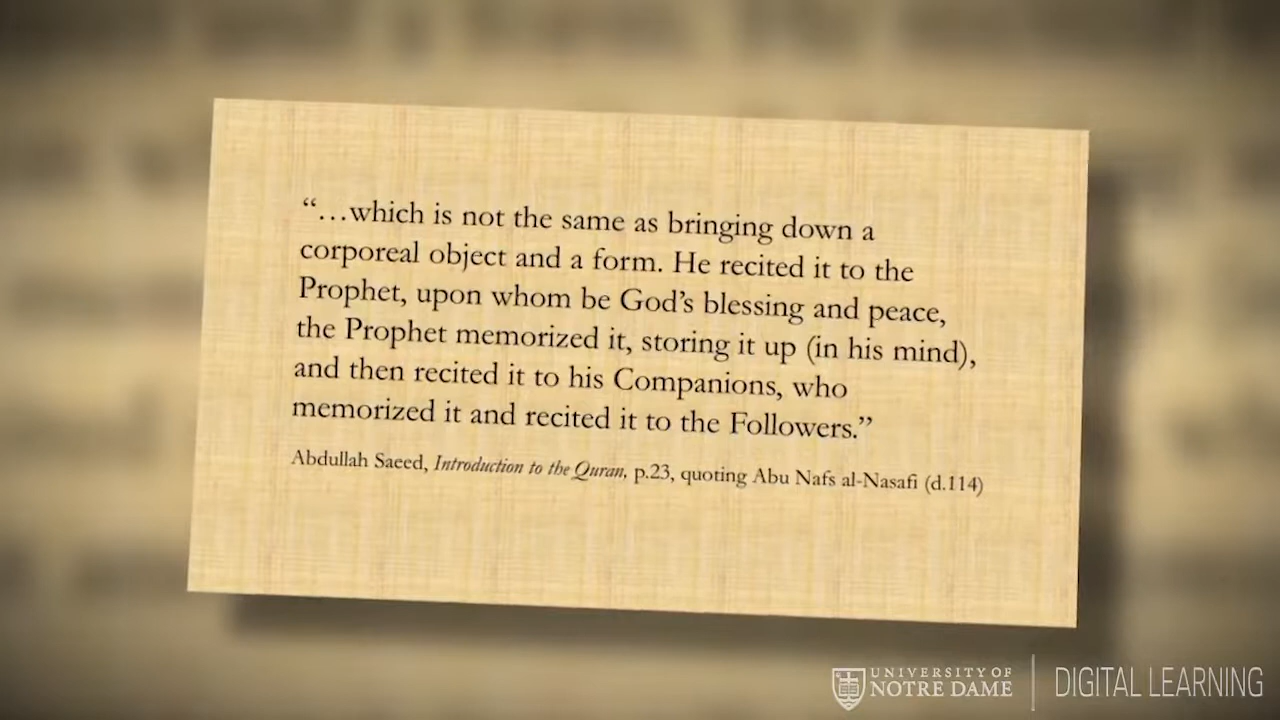 “…which is not the same as bringing down a
corporeal object and a form. He recited it to the
Prophet, upon whom be God’s blessing and peace,
the Prophet memorized it, storing it up (in his mind),
and then recited it to his Companions, who
memorized it and recited it to the Followers.”
Abdullah Saeed, Introduction to the Quran, p.23, quoting Abu Nafs al-Nasafi (d.114)
UNIVERSITY OF
NOTRE DAME
DIGITAL LEARNING